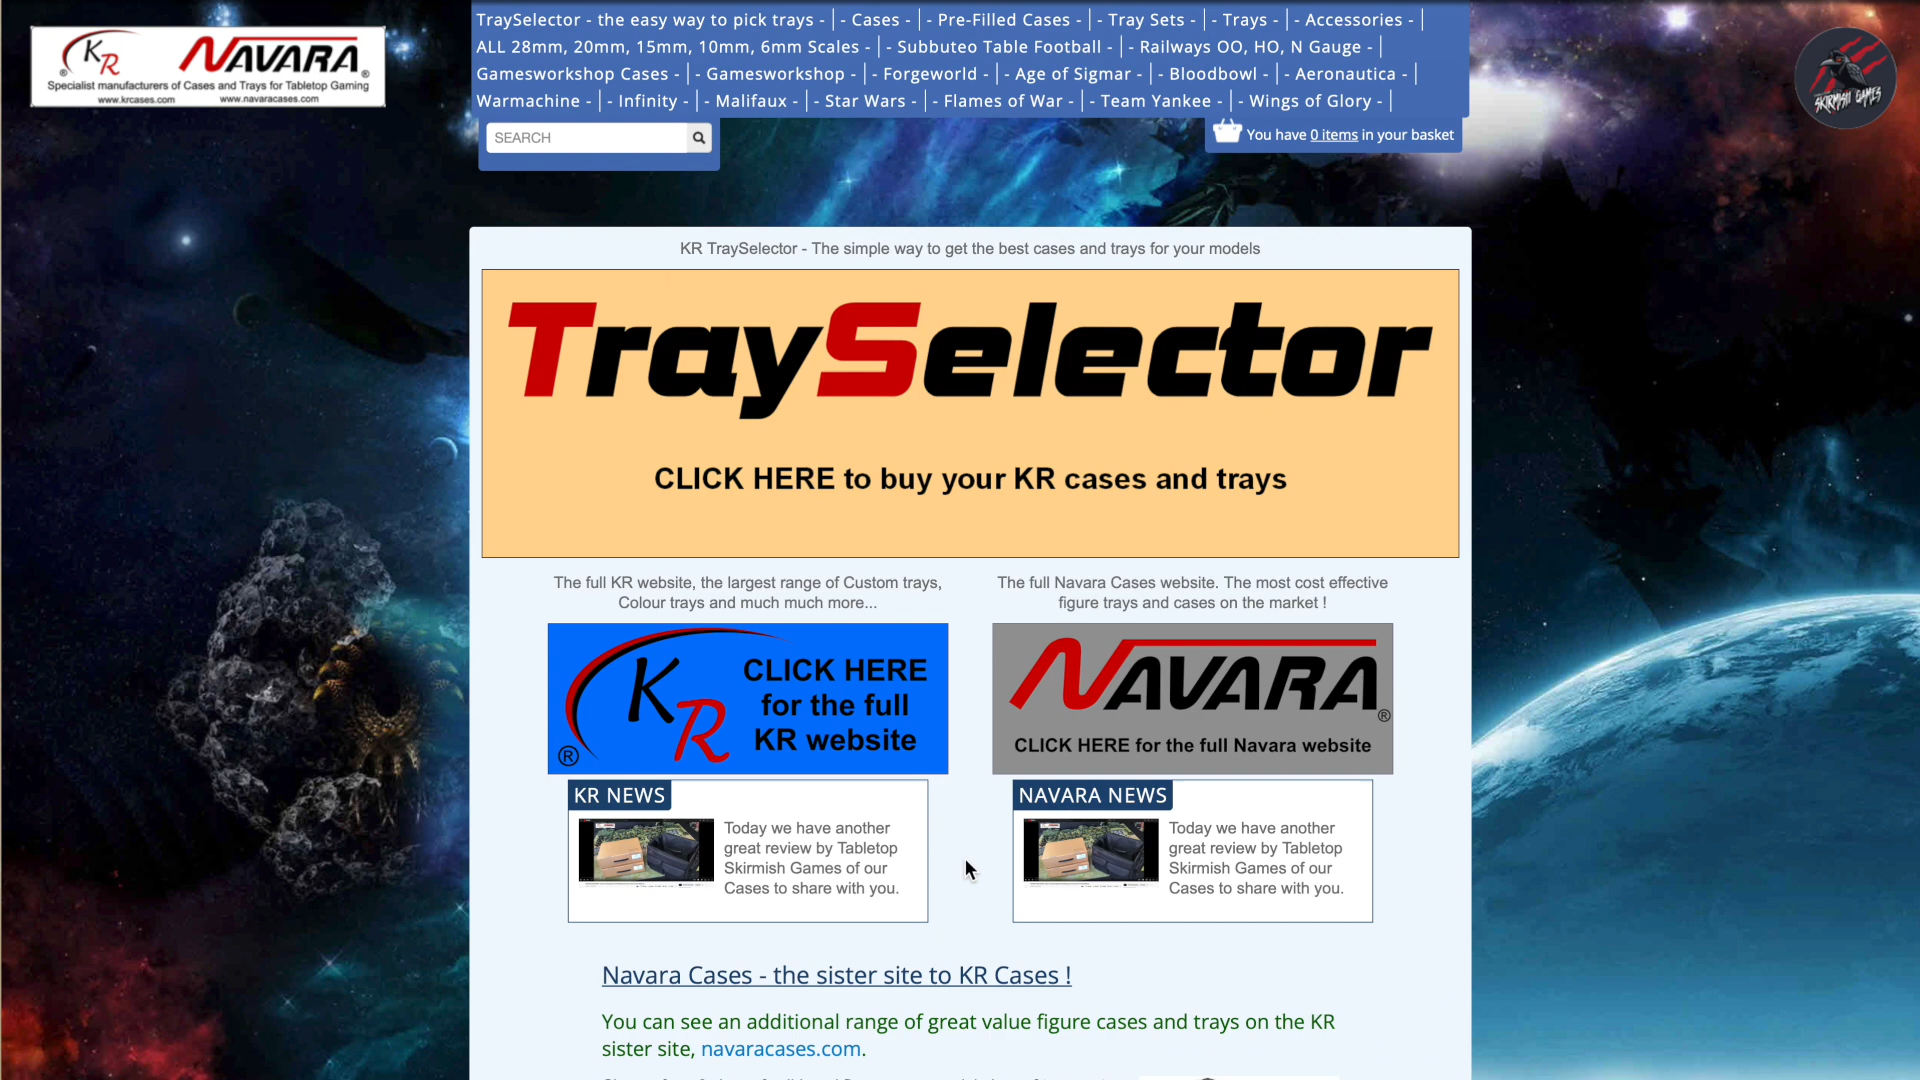 KR ®
NAVARA ®
Specialist manufacturers of Cases and Trays for Tabletop Gaming
www.krcases.com www.navaracases.com
TraySelector - the easy way to pick trays - | - Cases - | - Pre-Filled Cases - | - Tray Sets - | - Trays - | - Accessories - |
ALL 28mm, 20mm, 15mm, 10mm, 6mm Scales - | - Subbuteo Table Football - | - Railways OO, HO, N Gauge - |
Gamesworkshop Cases - | - Gamesworkshop - | - Forgeworld - | - Age of Sigmar - | - Bloodbowl - | - Aeronautica - |
Warmachine - | - Infinity - | - Malifaux - | - Star Wars - | - Flames of War - | - Team Yankee - | - Wings of Glory - |
SKIRMISH GAMES
SEARCH
You have 0 items in your basket
KR TraySelector - The simple way to get the best cases and trays for your models
TraySelector
CLICK HERE to buy your KR cases and trays
The full KR website, the largest range of Custom trays,
Colour trays and much much more...
The full Navara Cases website. The most cost effective
figure trays and cases on the market !
KR ®
CLICK HERE
for the full
KR website
NAVARA ®
CLICK HERE for the full Navara website
KR NEWS
Today we have another
great review by Tabletop
Skirmish Games of our
Cases to share with you.
NAVARA NEWS
Today we have another
great review by Tabletop
Skirmish Games of our
Cases to share with you.
Navara Cases - the sister site to KR Cases !
You can see an additional range of great value figure cases and trays on the KR
sister site, navaracases.com.